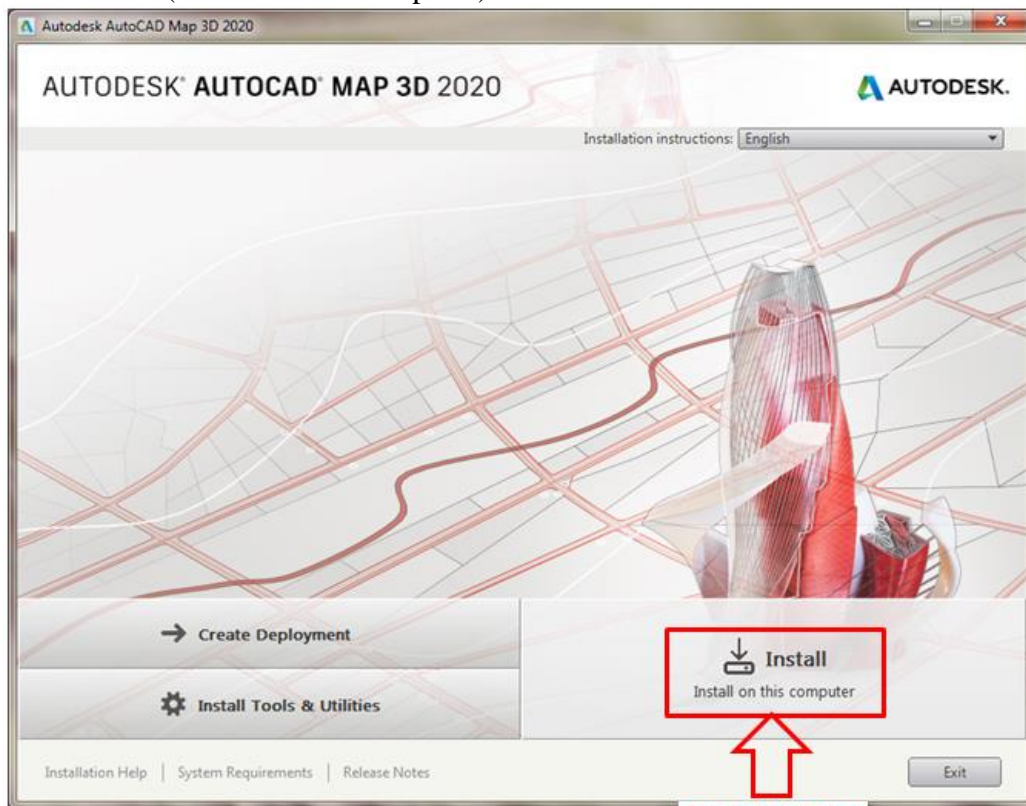 Autodesk AutoCAD Map 3D 2020
AUTODESK® AUTOCAD® MAP 3D 2020
AUTODESK.
Installation instructions: English
Create Deployment
Install
Install on this computer
Install Tools & Utilities
Installation Help | System Requirements | Release Notes
Exit